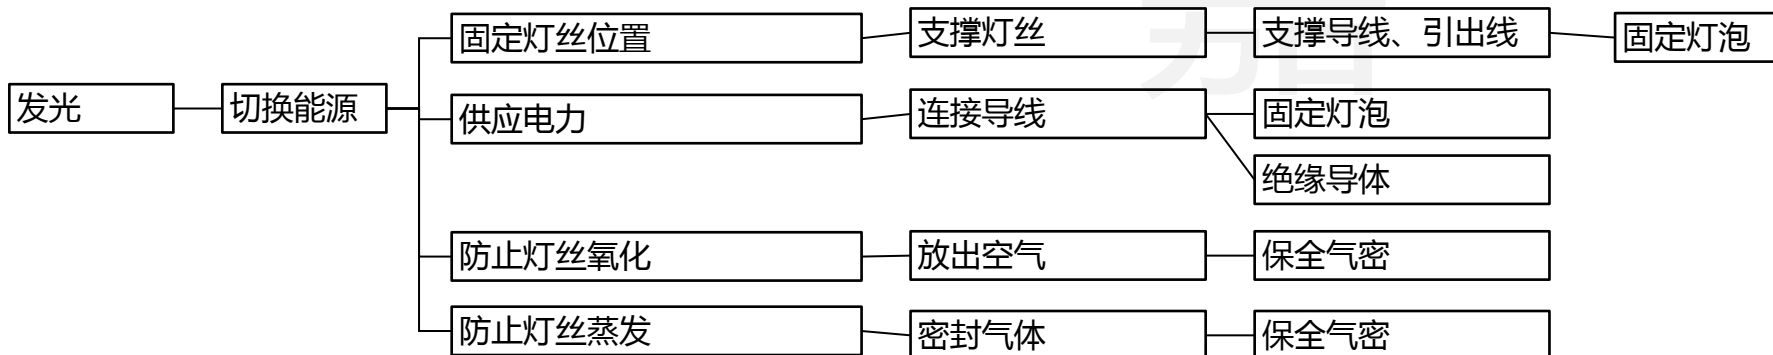 固定灯丝位置
支撑灯丝
支撑导线、引出线
固定灯泡
发光
切换能源
供应电力
连接导线
固定灯泡
绝缘导体
防止灯丝氧化
放出空气
保全气密
防止灯丝蒸发
密封气体
保全气密